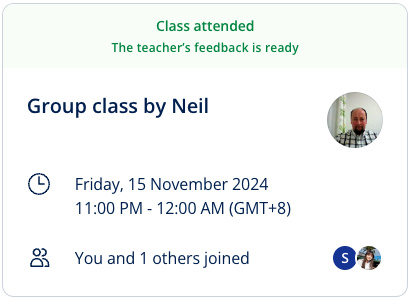 Class attended
The teacher’s feedback is ready
Group class by Neil
Friday, 15 November 2024
11:00 PM - 12:00 AM (GMT+8)
You and 1 others joined
S